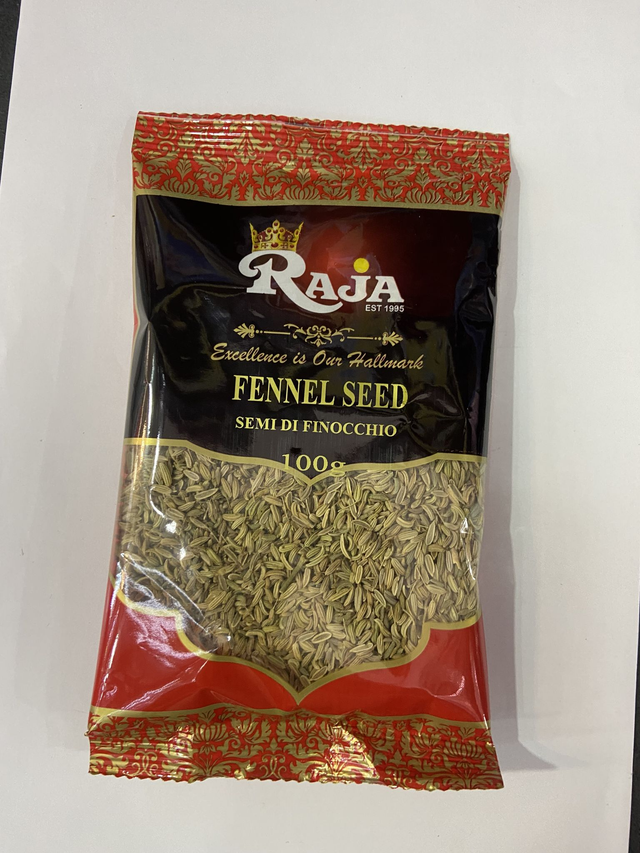 RAJA
EST 1995
Excellence is Our Hallmark
FENNEL SEED
SEMI DI FINOCCHIO
100g